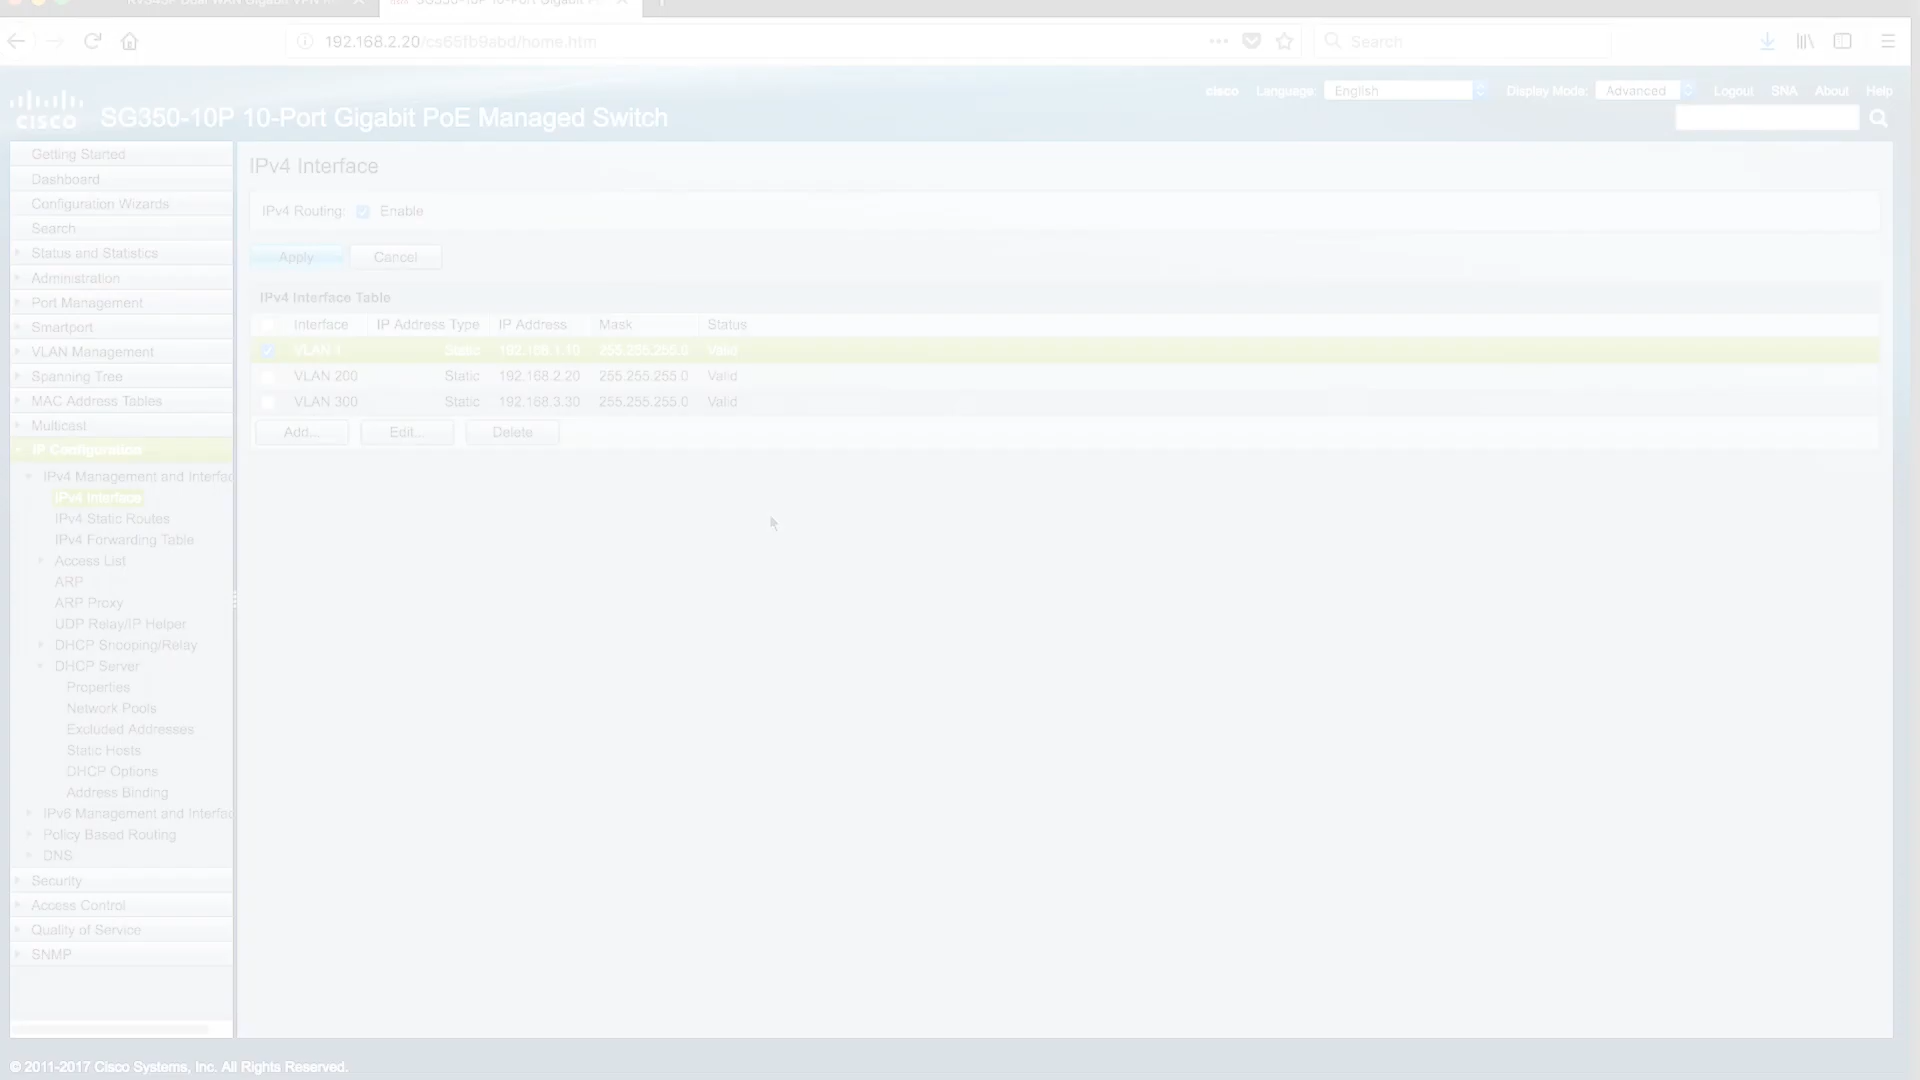 SG350-10P 10-Port Gigabit P
192.168.2.20/cs65fb9abd/home.htm
Search
cisco Language: English Display Mode: Advanced Logout SNA About Help
CISCO SG350-10P 10-Port Gigabit PoE Managed Switch
Getting Started
Dashboard
Configuration Wizards
Search
Status and Statistics
Administration
Port Management
Smartport
VLAN Management
Spanning Tree
MAC Address Tables
Multicast
IP Configuration
IPv4 Management and Interfac
IPv4 Interface
IPv4 Static Routes
IPv4 Forwarding Table
Access List
ARP
ARP Proxy
UDP Relay/IP Helper
DHCP Snooping/Relay
DHCP Server
Properties
Network Pools
Excluded Addresses
Static Hosts
DHCP Options
Address Binding
IPv6 Management and Interfac
Policy Based Routing
DNS
Security
Access Control
Quality of Service
SNMP
IPv4 Interface
IPv4 Routing: Enable
Apply Cancel
IPv4 Interface Table
Interface IP Address Type IP Address Mask Status
VLAN 1 Static 192.168.1.10 255.255.255.0 Valid
VLAN 200 Static 192.168.2.20 255.255.255.0 Valid
VLAN 300 Static 192.168.3.30 255.255.255.0 Valid
Add... Edit... Delete
© 2011-2017 Cisco Systems, Inc. All Rights Reserved.